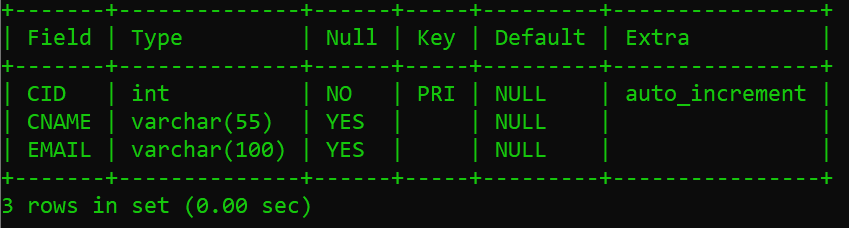 +-------+--------------+------+-----+---------+----------------+
| Field | Type         | Null | Key | Default | Extra          |
+-------+--------------+------+-----+---------+----------------+
| CID   | int          | NO   | PRI | NULL    | auto_increment |
| CNAME | varchar(55)  | YES  |     | NULL    |                |
| EMAIL | varchar(100) | YES  |     | NULL    |                |
+-------+--------------+------+-----+---------+----------------+
3 rows in set (0.00 sec)